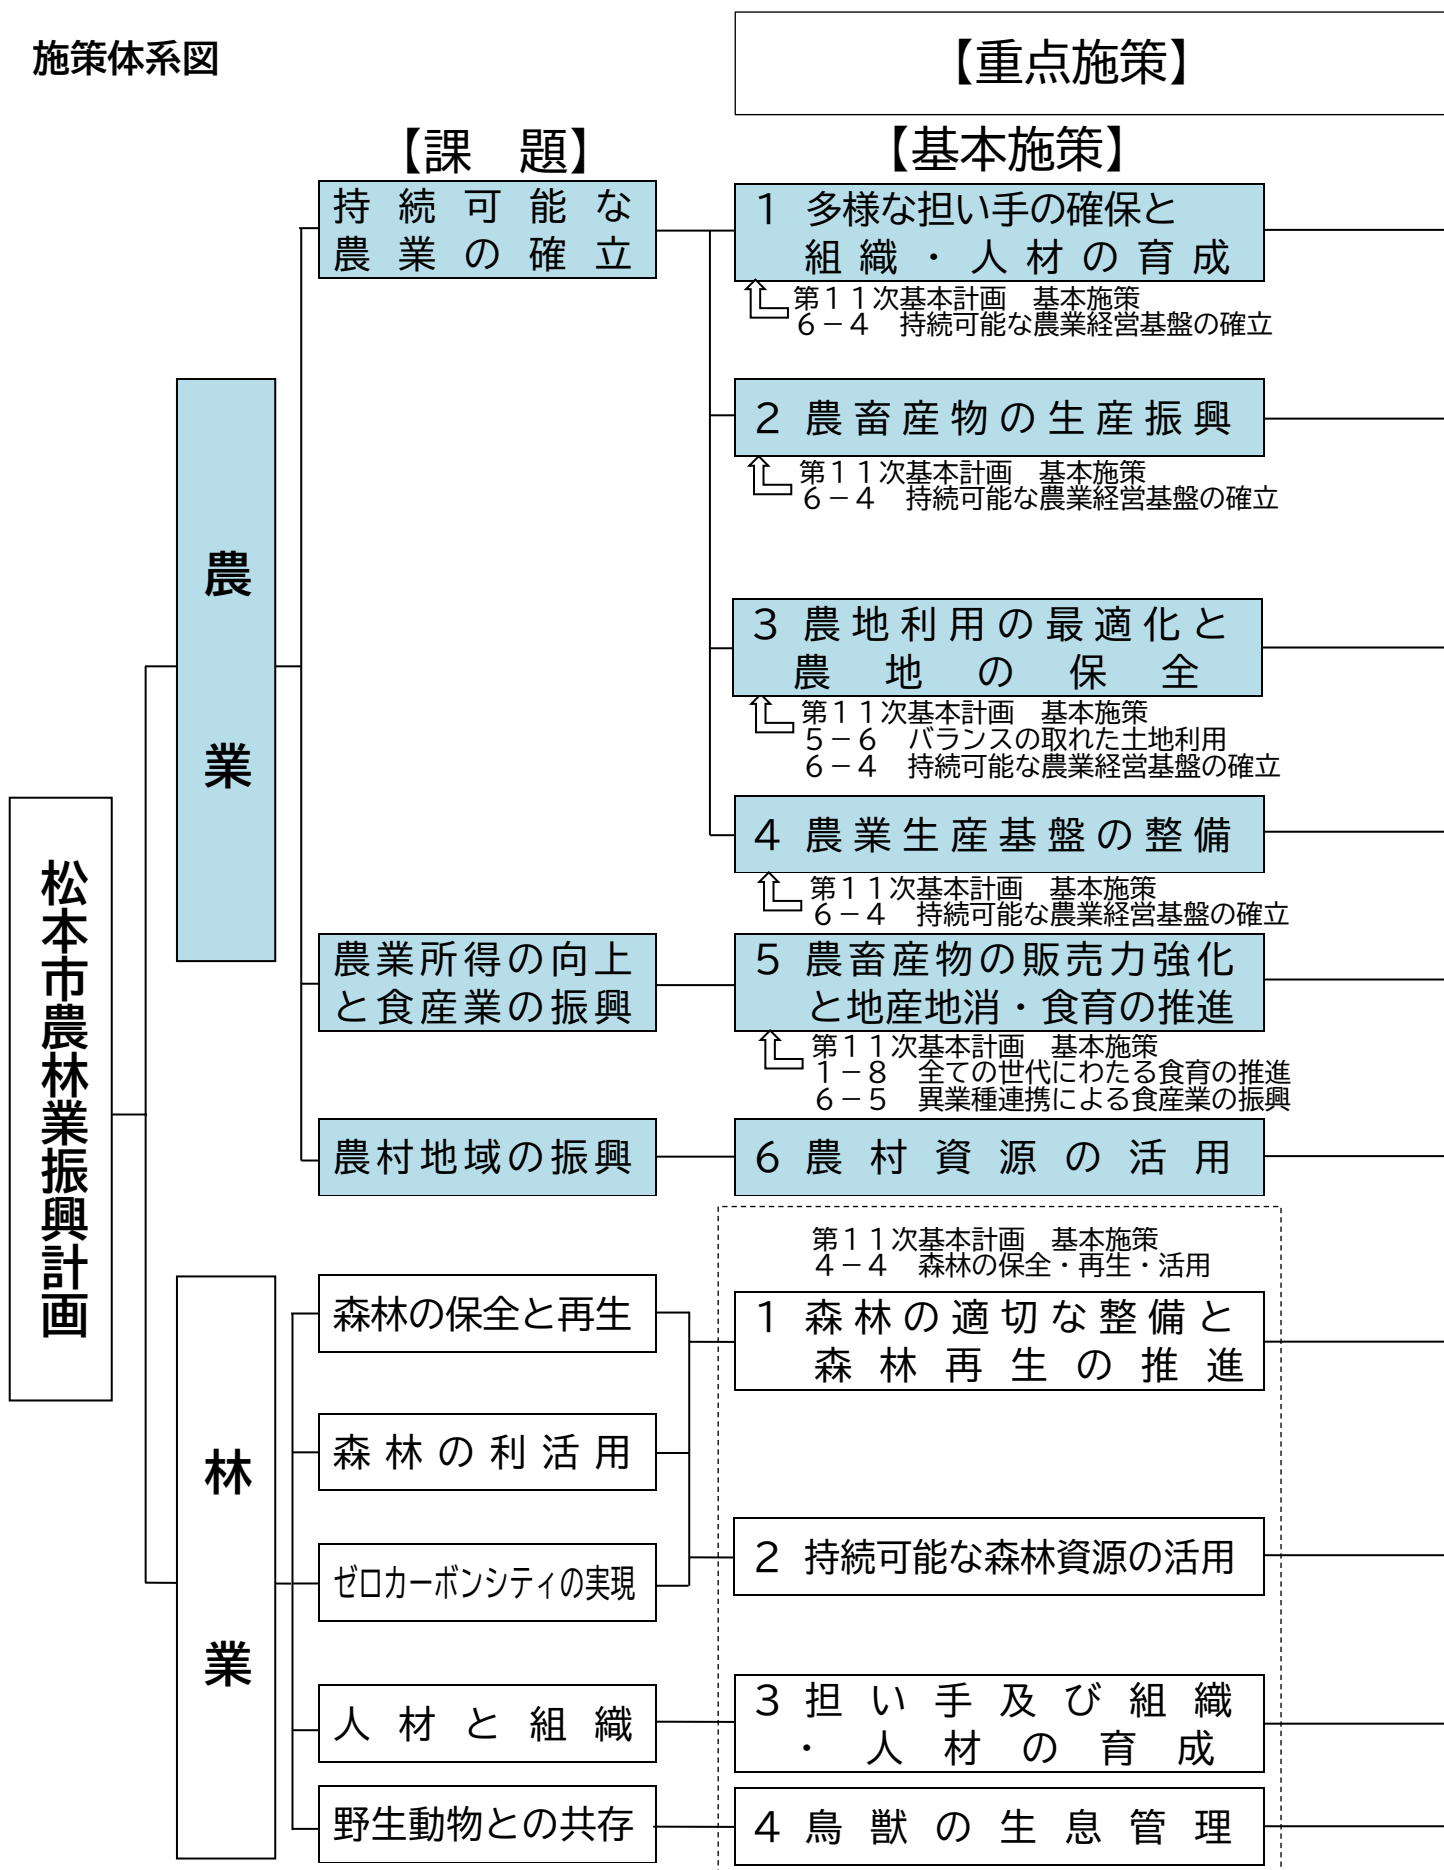 施策体系図
【重点施策】
【課　題】
【基本施策】
松本市農林業振興計画
農業
持続可能な
農業の確立
1 多様な担い手の確保と
組織・人材の育成
第１１次基本計画　基本施策
６－４　持続可能な農業経営基盤の確立
2 農畜産物の生産振興
第１１次基本計画　基本施策
６－４　持続可能な農業経営基盤の確立
3 農地利用の最適化と
農地の保全
第１１次基本計画　基本施策
５－６　バランスの取れた土地利用
６－４　持続可能な農業経営基盤の確立
4 農業生産基盤の整備
第１１次基本計画　基本施策
６－４　持続可能な農業経営基盤の確立
農業所得の向上
と食産業の振興
5 農畜産物の販売力強化
と地産地消・食育の推進
第１１次基本計画　基本施策
１－８　全ての世代にわたる食育の推進
６－５　異業種連携による食産業の振興
農村地域の振興
6 農村資源の活用
林業
第１１次基本計画　基本施策
４－４　森林の保全・再生・活用
森林の保全と再生
1 森林の適切な整備と
森林再生の推進
森林の利活用
ゼロカーボンシティの実現
2 持続可能な森林資源の活用
人材と組織
3 担い手及び組織
・人材の育成
野生動物との共存
4 鳥獣の生息管理